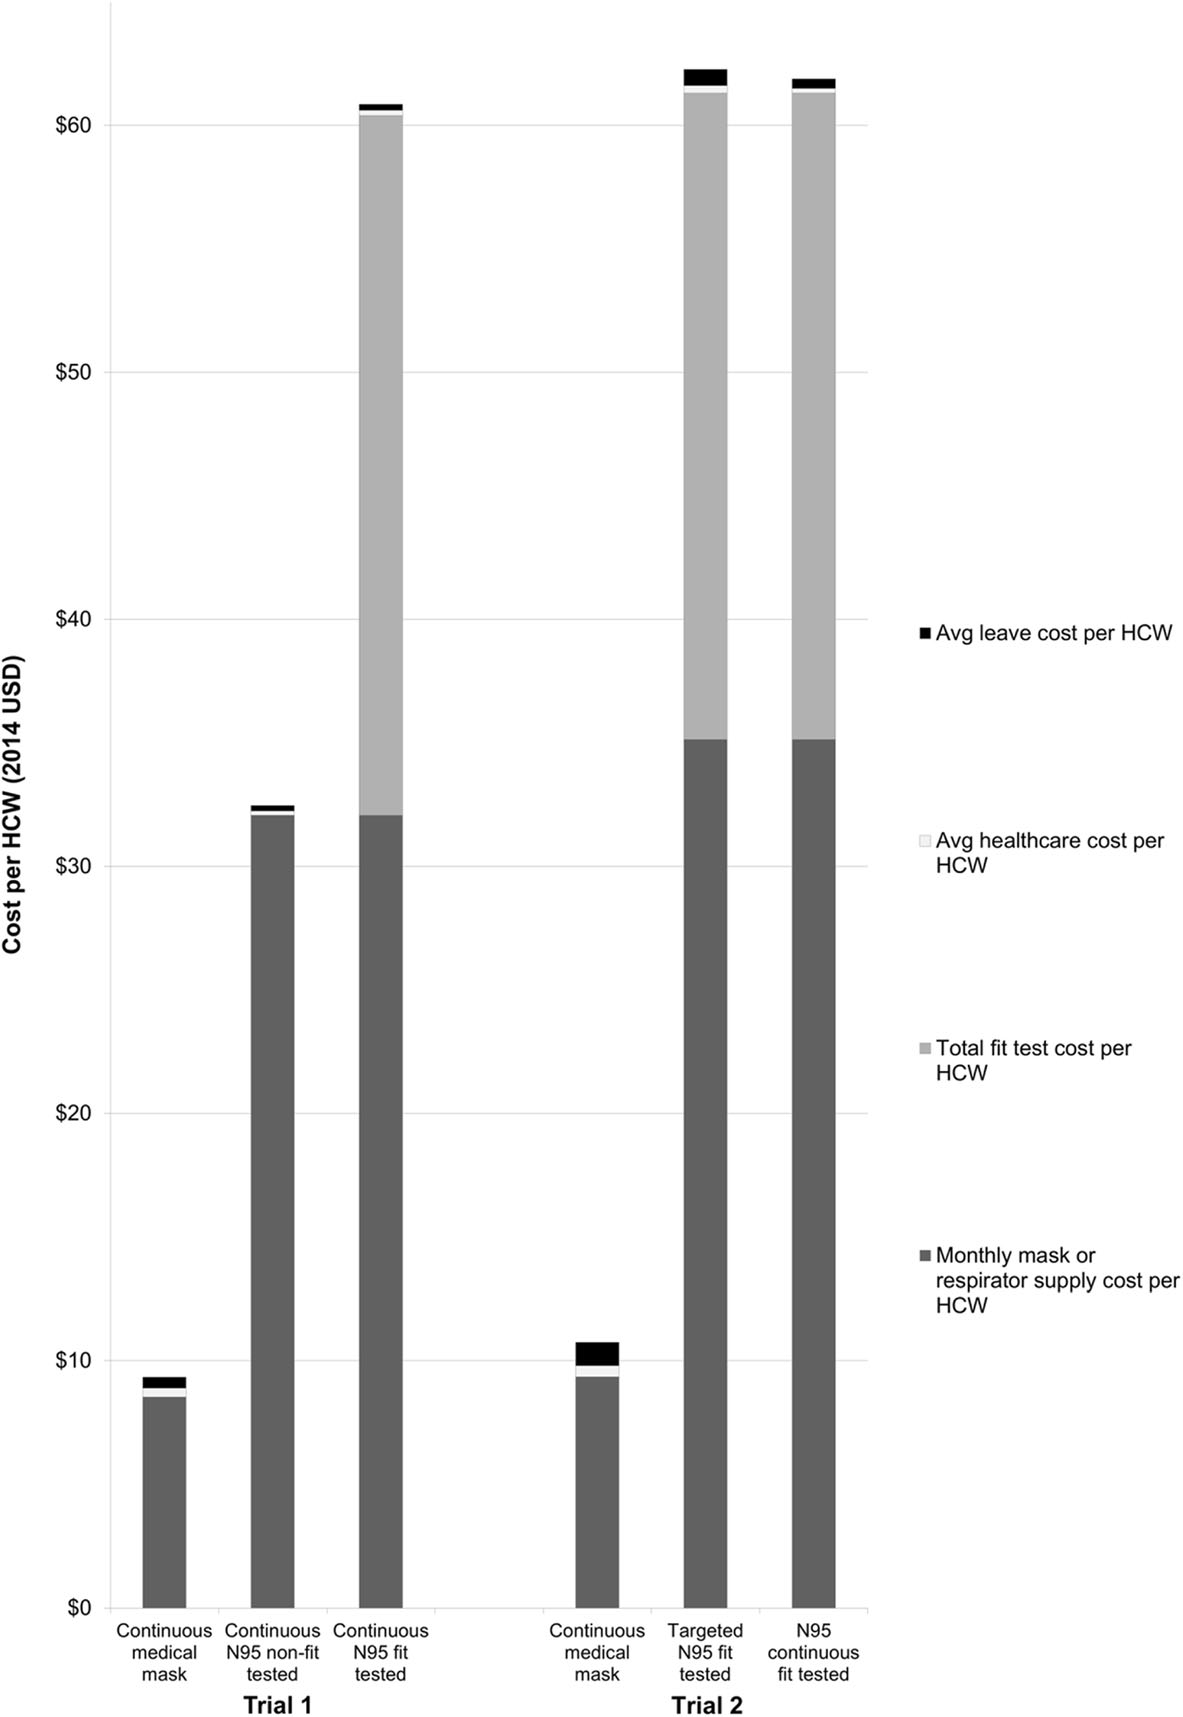 Cost per HCW (2014 USD)
$60
$50
$40
$30
$20
$10
$0
Continuous
medical
mask
Continuous
N95 non-fit
tested
Continuous
N95 fit
tested
Continuous
medical
mask
Targeted
N95 fit
tested
N95
continuous
fit tested
Trial 1
Trial 2
Avg leave cost per HCW
Avg healthcare cost per
HCW
Total fit test cost per
HCW
Monthly mask or
respirator supply cost per
HCW